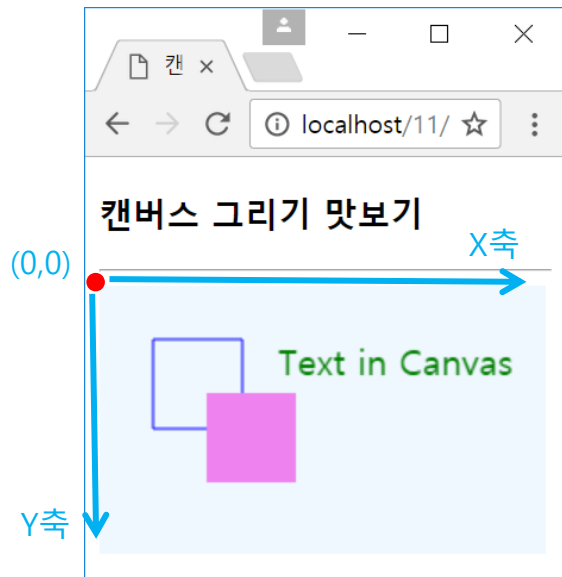 캔
localhost/11/
캔버스 그리기 맛보기
X축
(0,0)
Text in Canvas
Y축